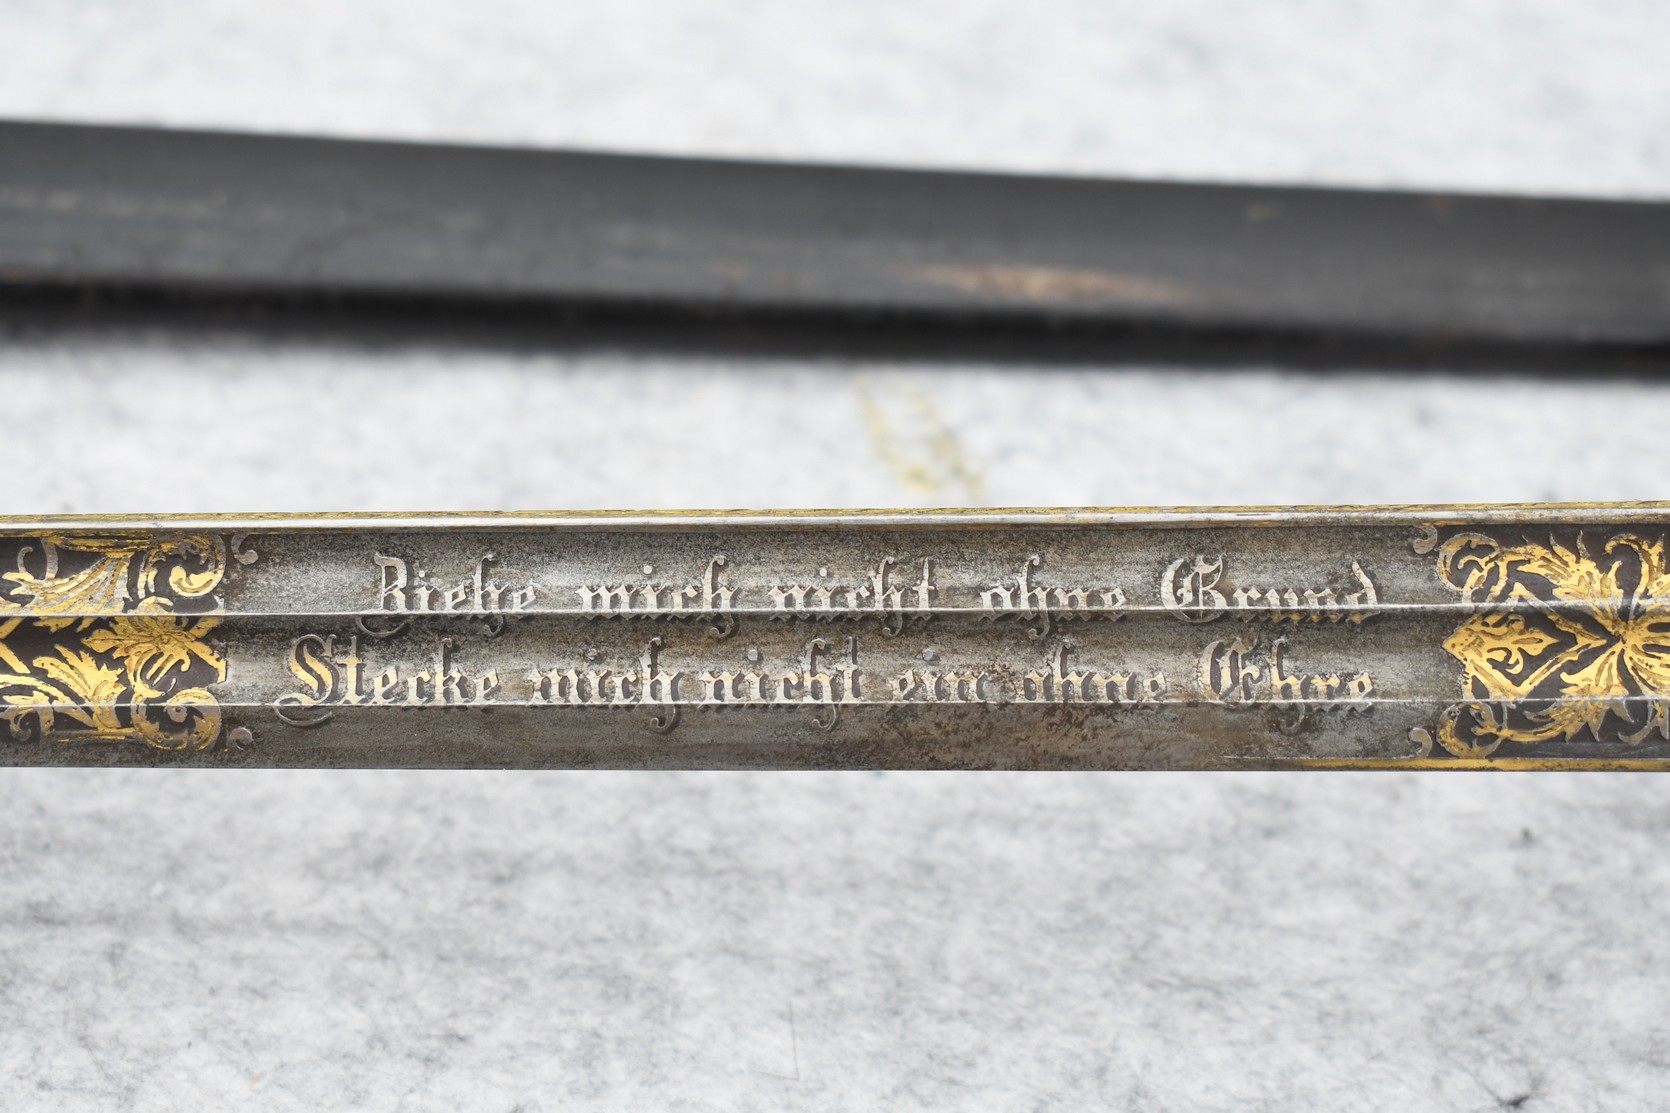 Ziehe mich nicht ohne Grund
Stecke mich nicht ein ohne Ehre